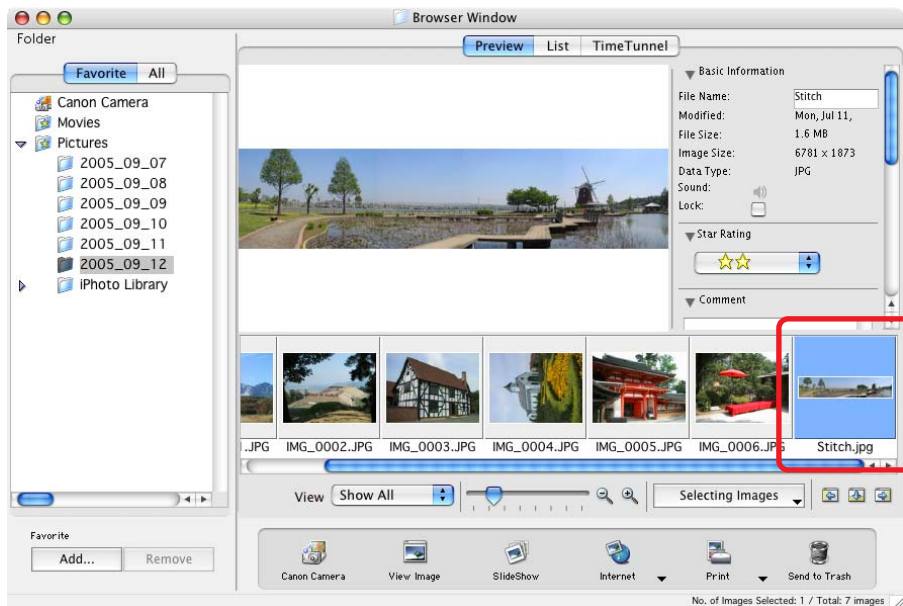 Browser Window
Folder
Favorite All
Canon Camera
Movies
Pictures
2005_09_07
2005_09_08
2005_09_09
2005_09_10
2005_09_11
2005_09_12
iPhoto Library
Favorite
Add... Remove
Preview List TimeTunnel
Basic Information
File Name: Stitch
Modified: Mon, Jul 11,
File Size: 1.6 MB
Image Size: 6781 x 1873
Data Type: JPG
Sound:
Lock:
Star Rating
Comment
.JPG IMG_0002.JPG IMG_0003.JPG IMG_0004.JPG IMG_0005.JPG IMG_0006.JPG Stitch.jpg
View Show All Selecting Images
Canon Camera View Image SlideShow Internet Print Send to Trash
No. of Images Selected: 1 / Total: 7 images